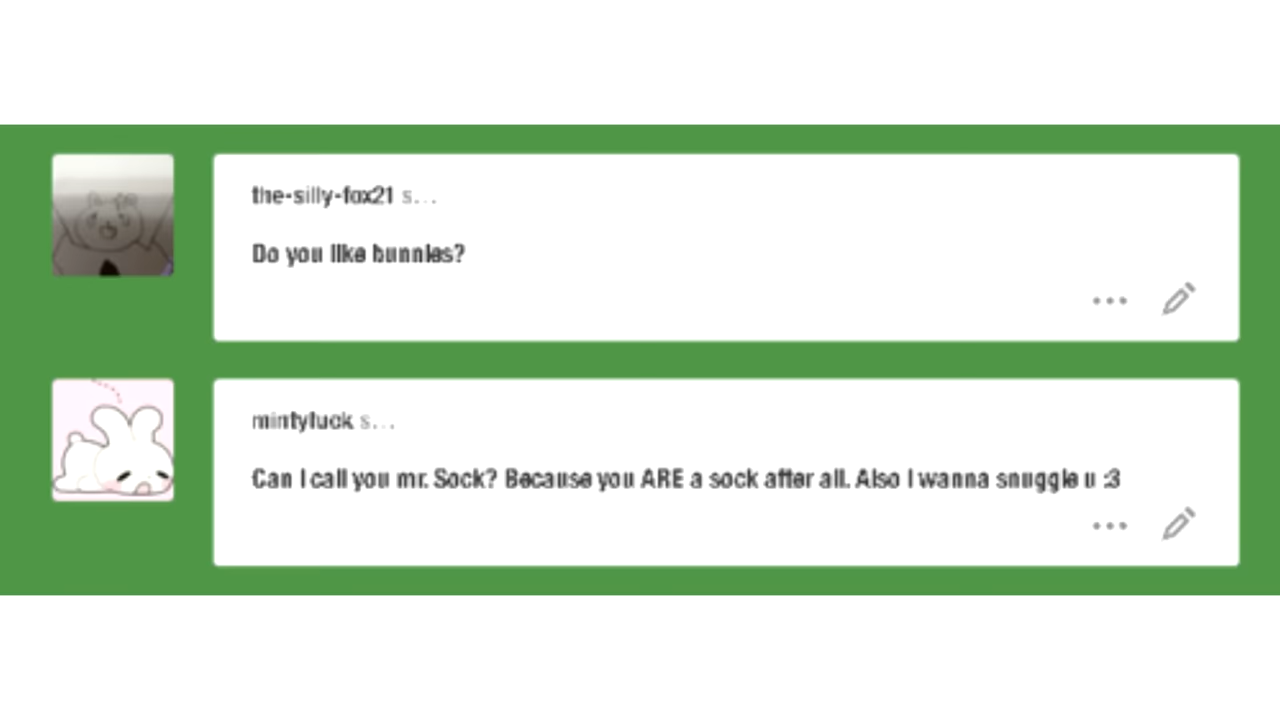 the-silly-fox21 s...
Do you like bunnies?
mintyfuck s...
Can I call you mr. Sock? Because you ARE a sock after all. Also I wanna snuggle u :3